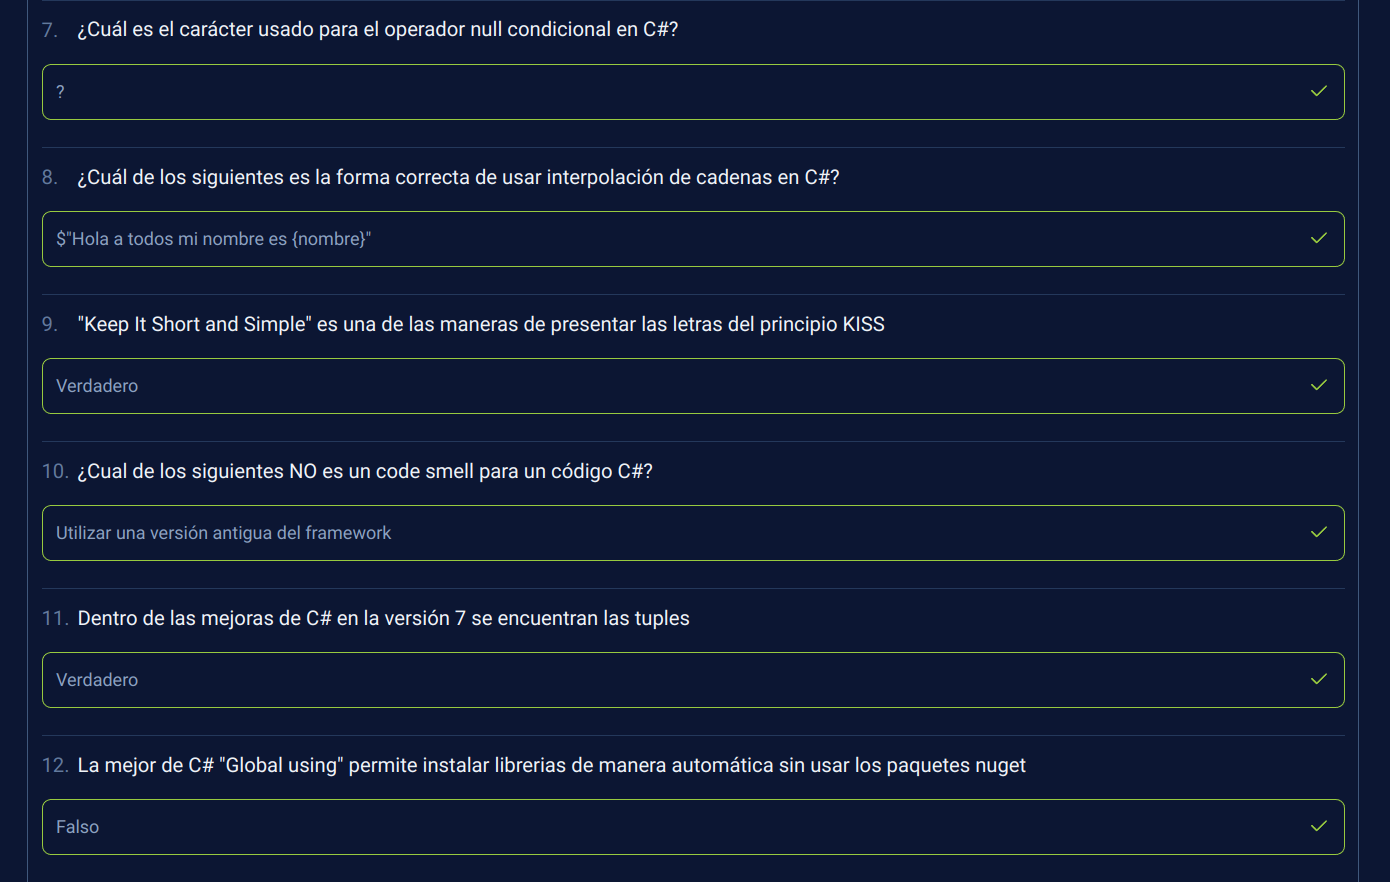 7. ¿Cuál es el carácter usado para el operador null condicional en C#?
?
8. ¿Cuál de los siguientes es la forma correcta de usar interpolación de cadenas en C#?
$"Hola a todos mi nombre es {nombre}"
9. "Keep It Short and Simple" es una de las maneras de presentar las letras del principio KISS
Verdadero
10. ¿Cual de los siguientes NO es un code smell para un código C#?
Utilizar una versión antigua del framework
11. Dentro de las mejoras de C# en la versión 7 se encuentran las tuples
Verdadero
12. La mejor de C# "Global using" permite instalar librerias de manera automática sin usar los paquetes nuget
Falso